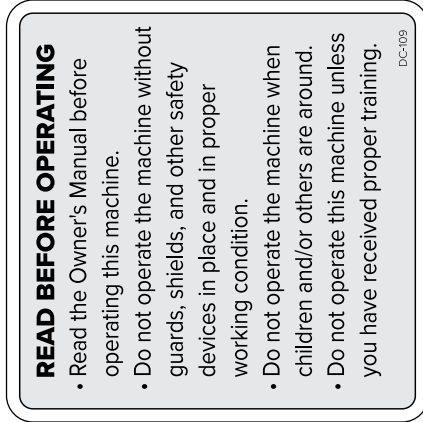 READ BEFORE OPERATING
• Read the Owner's Manual before
operating this machine.
• Do not operate the machine without
guards, shields, and other safety
devices in place and in proper
working condition.
• Do not operate the machine when
children and/or others are around.
• Do not operate this machine unless
you have received proper training.
DC-109